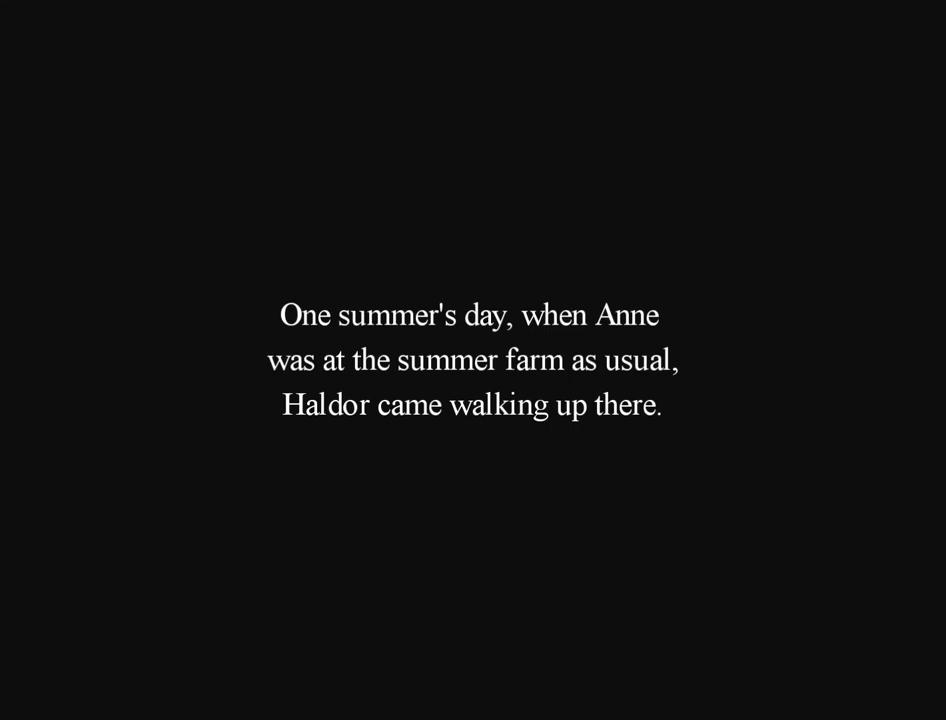 One summer's day, when Anne
was at the summer farm as usual,
Haldor came walking up there.